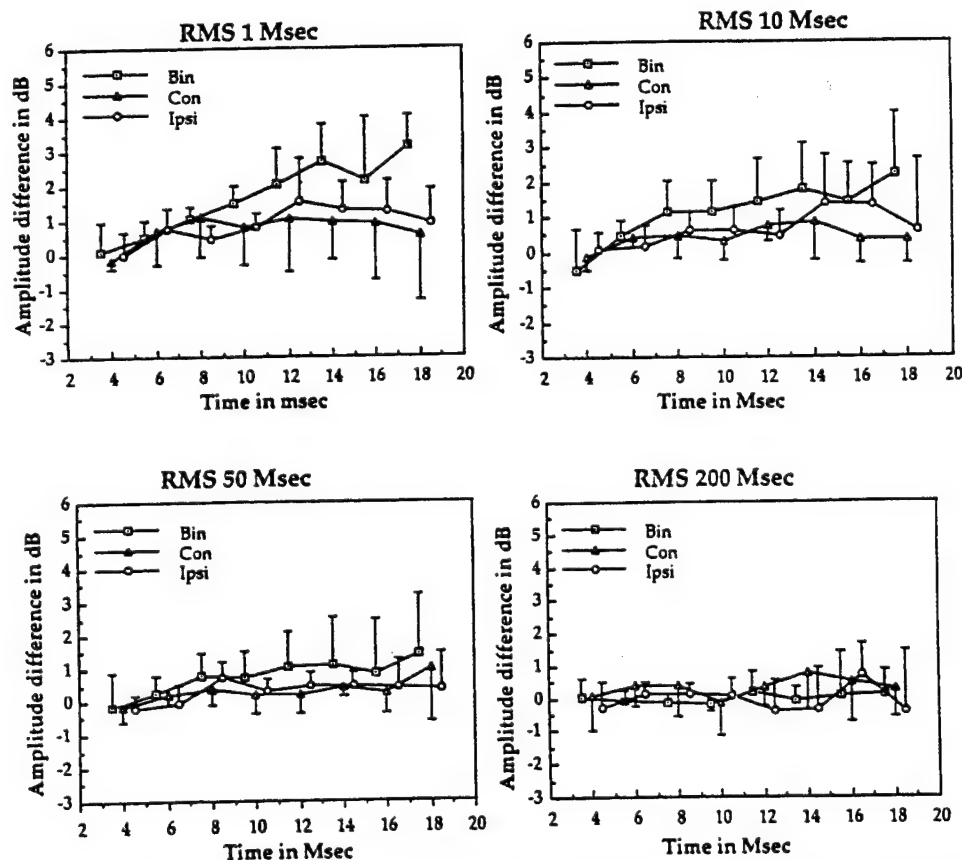 RMS 1 Msec
6
5
4
3
2
1
0
-1
-2
-3
Amplitude difference in dB
Bin
Con
Ipsi
2 4 6 8 10 12 14 16 18 20
Time in msec
RMS 10 Msec
6
5
4
3
2
1
0
-1
-2
-3
Amplitude difference in dB
Bin
Con
Ipsi
2 4 6 8 10 12 14 16 18 20
Time in Msec
RMS 50 Msec
6
5
4
3
2
1
0
-1
-2
-3
Amplitude difference in dB
Bin
Con
Ipsi
2 4 6 8 10 12 14 16 18 20
Time in Msec
RMS 200 Msec
6
5
4
3
2
1
0
-1
-2
-3
Amplitude difference in dB
Bin
Con
Ipsi
2 4 6 8 10 12 14 16 18 20
Time in Msec